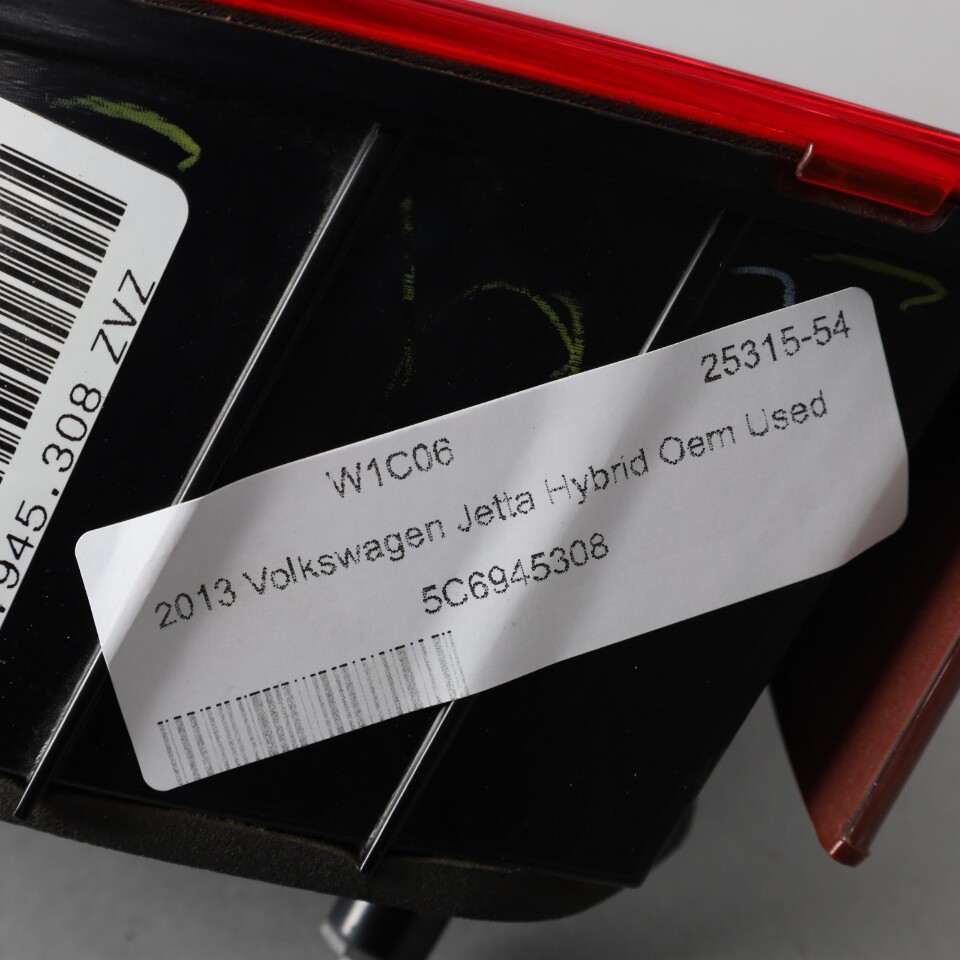 .945.308 ZVZ
25315-54
W1C06
2013 Volkswagen Jetta Hybrid Oem Used
5C6945308